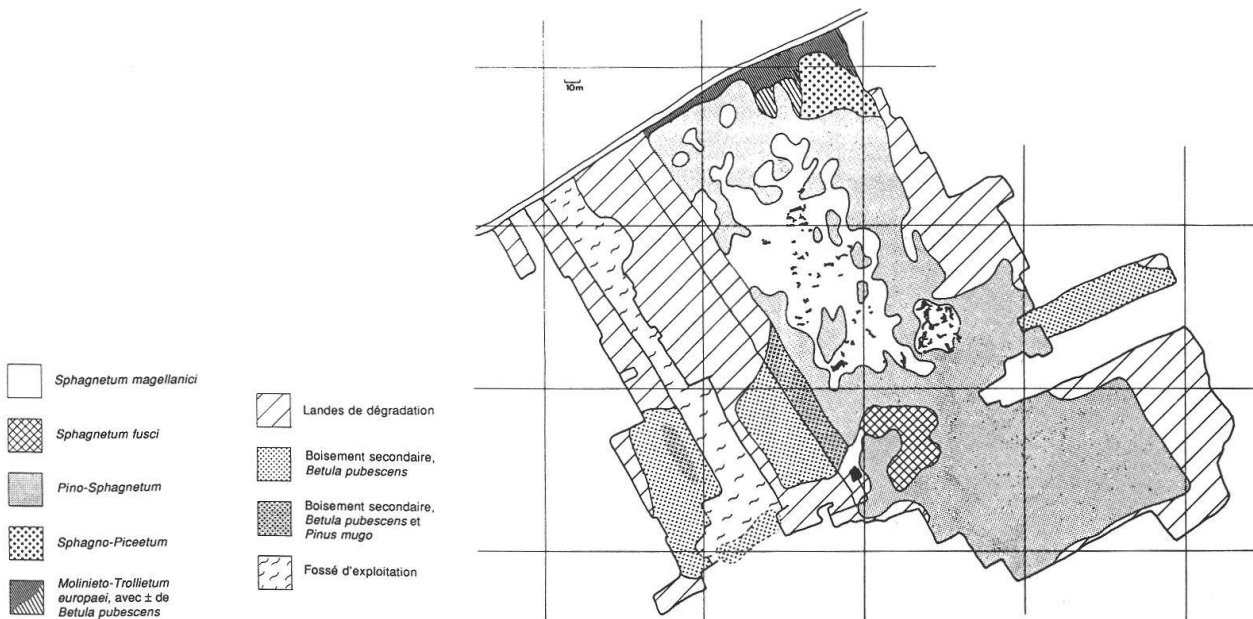 10m
Sphagnetum magellanici
Sphagnetum fusci
Pino-Sphagnetum
Sphagno-Piceetum
Molinieto-Trollietum
europaei, avec ± de
Betula pubescens
Landes de dégradation
Boisement secondaire,
Betula pubescens
Boisement secondaire,
Betula pubescens et
Pinus mugo
Fossé d'exploitation